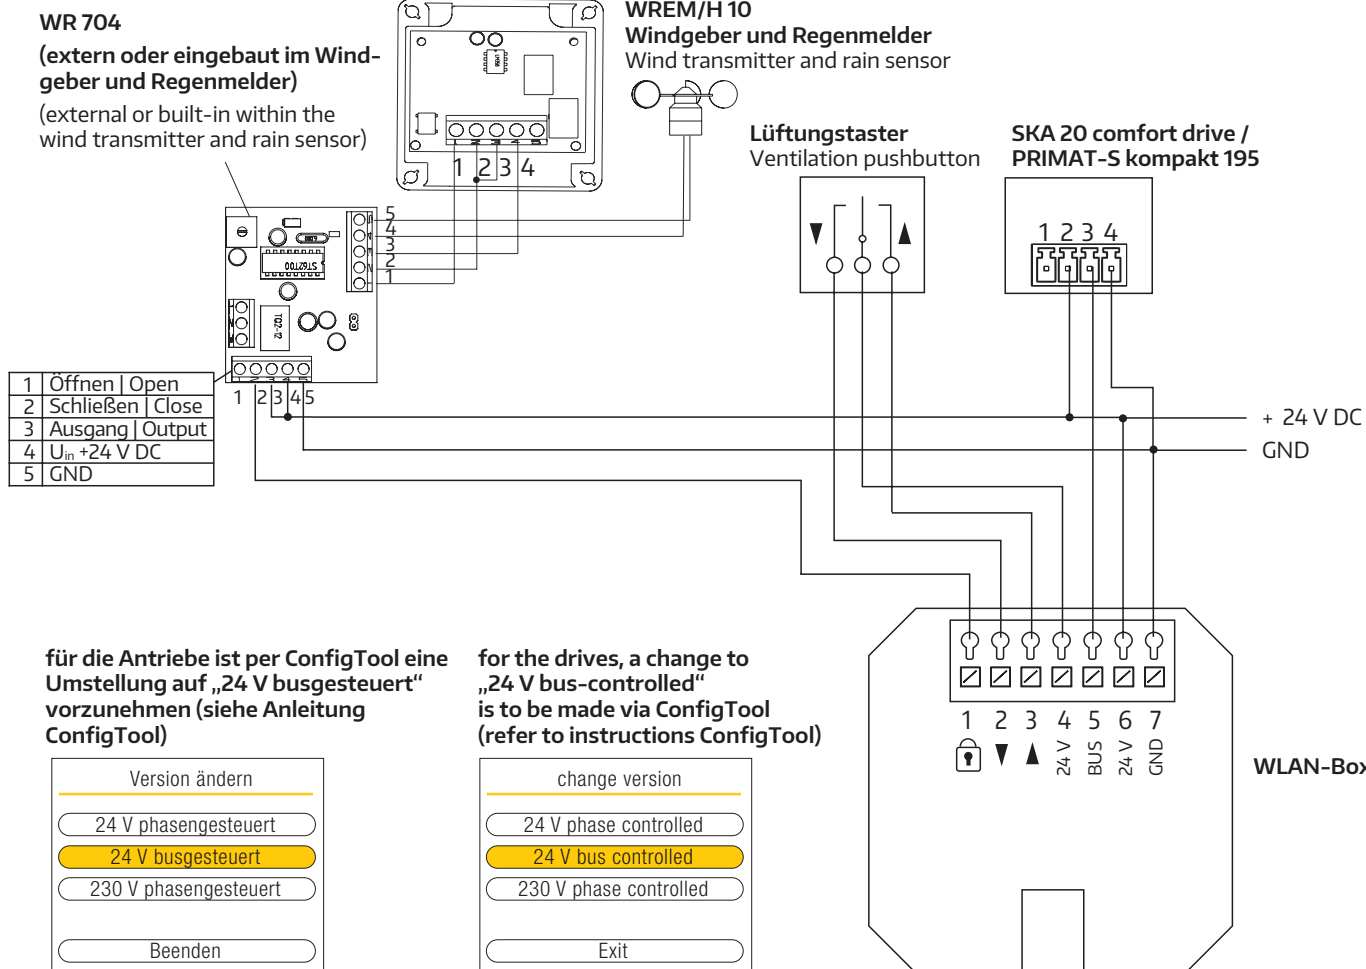 WR 704
(extern oder eingebaut im Wind-
geber und Regenmelder)
(external or built-in within the
wind transmitter and rain sensor)
WREM/H 10
Windgeber und Regenmelder
Wind transmitter and rain sensor
1 2 3 4
Lüftungstaster
Ventilation pushbutton
SKA 20 comfort drive /
PRIMAT-S kompakt 195
1 2 3 4
5
4
3
2
1
ST62T00
TQ2-12
1 2 3 4 5
1 Öffnen | Open
2 Schließen | Close
3 Ausgang | Output
4 Uin +24 V DC
5 GND
+ 24 V DC
GND
für die Antriebe ist per ConfigTool eine
Umstellung auf „24 V busgesteuert“
vorzunehmen (siehe Anleitung
ConfigTool)
Version ändern
24 V phasengesteuert
24 V busgesteuert
230 V phasengesteuert
Beenden
for the drives, a change to
„24 V bus-controlled“
is to be made via ConfigTool
(refer to instructions ConfigTool)
change version
24 V phase controlled
24 V bus controlled
230 V phase controlled
Exit
1 2 3 4 5 6 7
24 V
BUS
24 V
GND
WLAN-Box